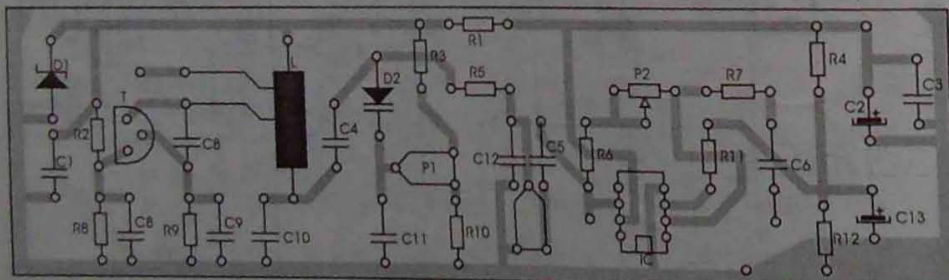 D1
R2
T
C8
L
C4
D2
R3
R1
R5
P1
C12
C5
P2
R6
R7
R11
IC
C6
R4
C2
+
C3
C1
R8
C8
R9
C9
C10
C11
R10
R12
+
C13